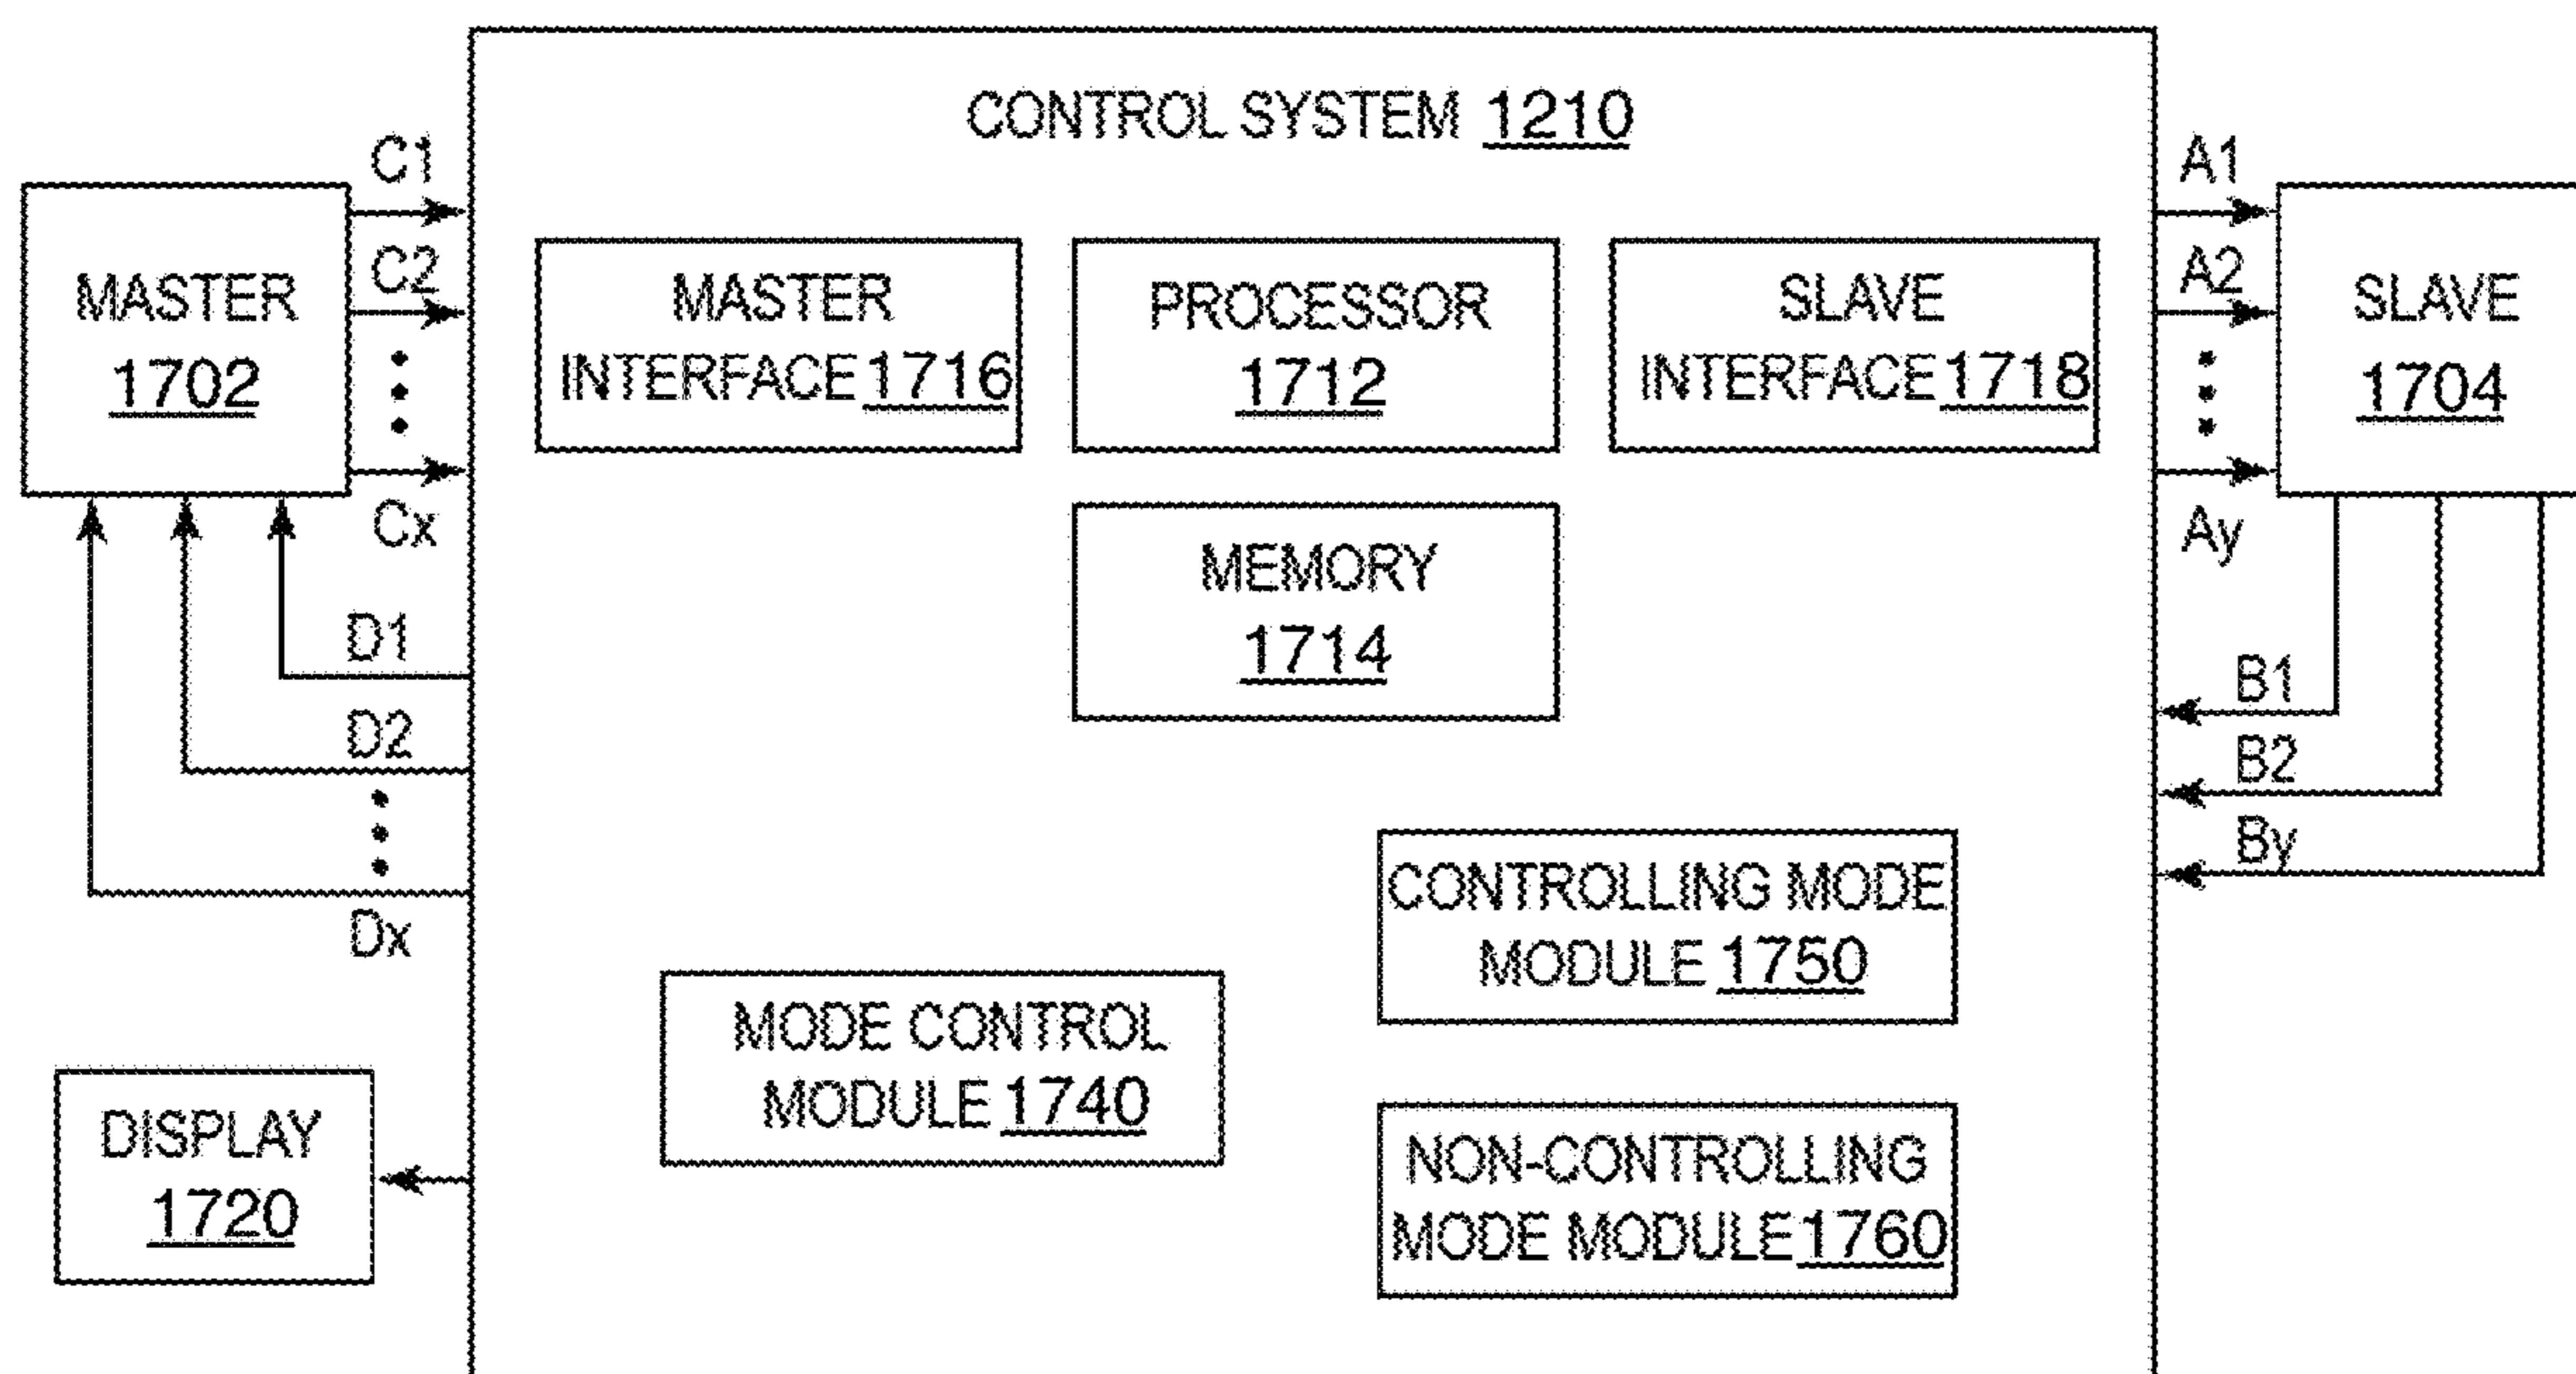 CONTROL SYSTEM 1210
MASTER
1702
C1
C2
Cx
D1
D2
Dx
MASTER
INTERFACE 1716
PROCESSOR
1712
SLAVE
INTERFACE 1718
MEMORY
1714
A1
A2
Ay
SLAVE
1704
B1
B2
By
CONTROLLING MODE
MODULE 1750
MODE CONTROL
MODULE 1740
NON-CONTROLLING
MODE MODULE 1760
DISPLAY
1720